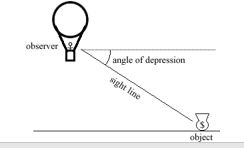 observer
angle of depression
sight line
$
object